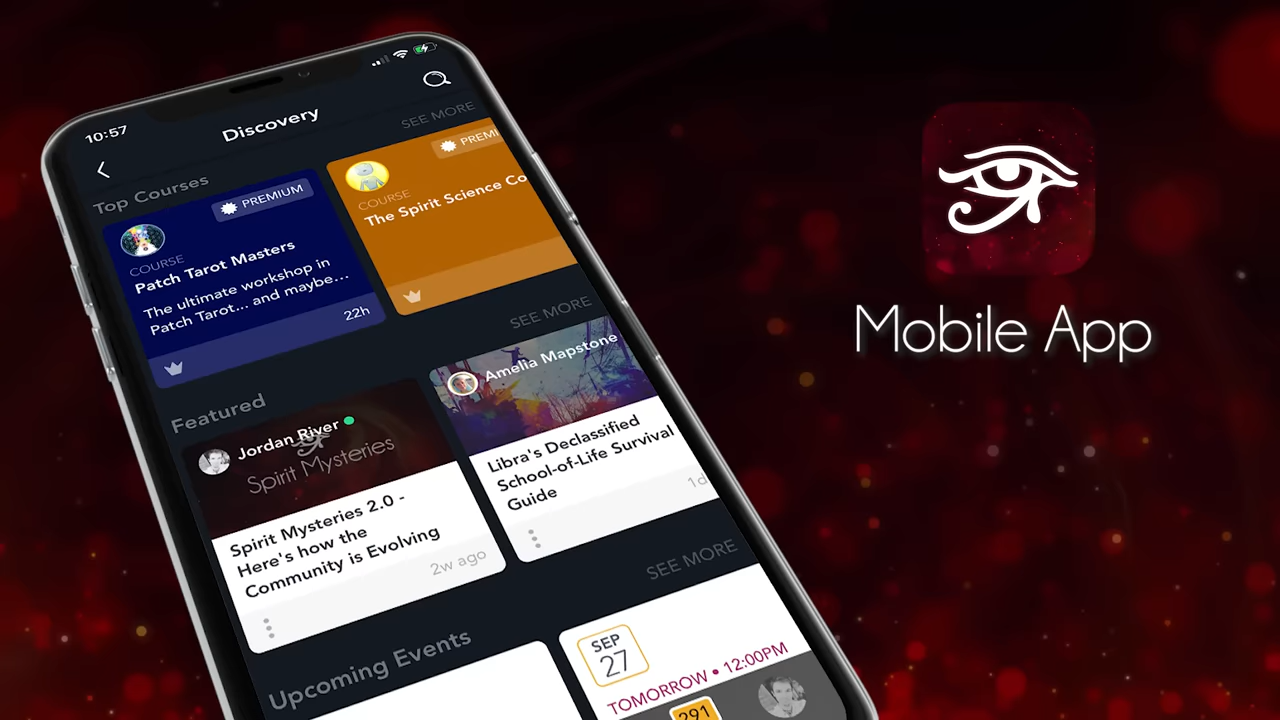 10:57
Discovery
Top Courses
SEE MORE
PREMIUM
COURSE
Patch Tarot Masters
The ultimate workshop in
Patch Tarot... and maybe...
22h
PREMI
COURSE
The Spirit Science Co
Featured
SEE MORE
Jordan River
Spirit Mysteries
Spirit Mysteries 2.0 -
Here's how the
Community is Evolving
2w ago
Amelia Mapstone
Libra's Declassified
School-of-Life Survival
Guide
1d
Upcoming Events
SEE MORE
SEP
27
TOMORROW • 12:00PM
291
Mobile App